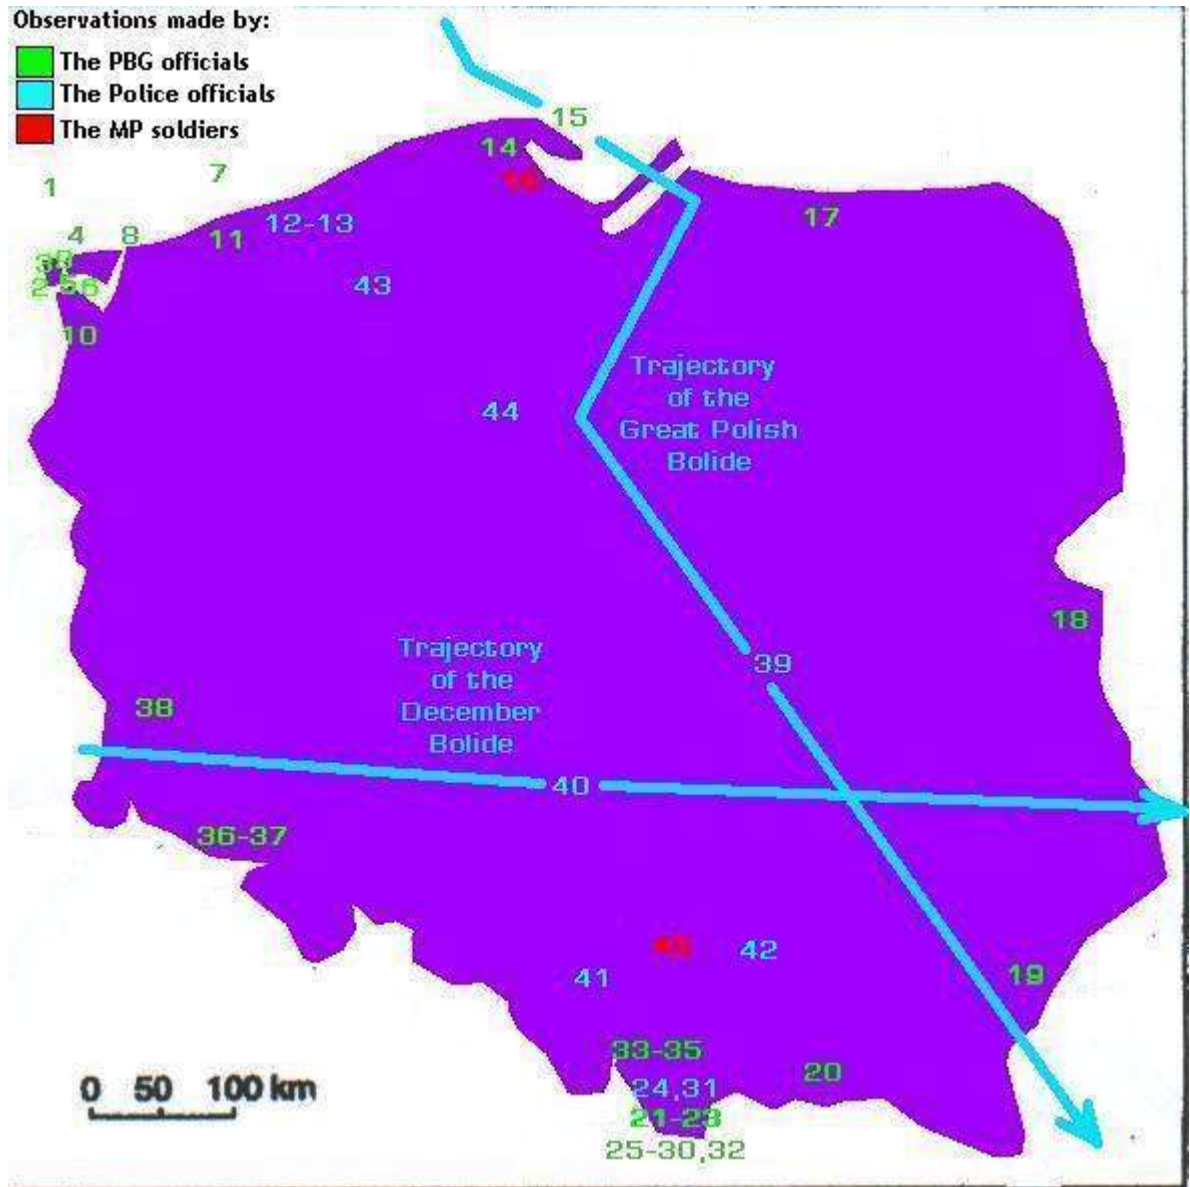 Observations made by:
The PBG officials
The Police officials
The MP soldiers
15
14
7
1
17
12-13
4
8
11
43
10
Trajectory
of the
Great Polish
Bolide
44
18
Trajectory
of the
December
Bolide
39
38
40
36-37
42
41
19
33-35
20
24,31
21-23
25-30,32
0 50 100 km